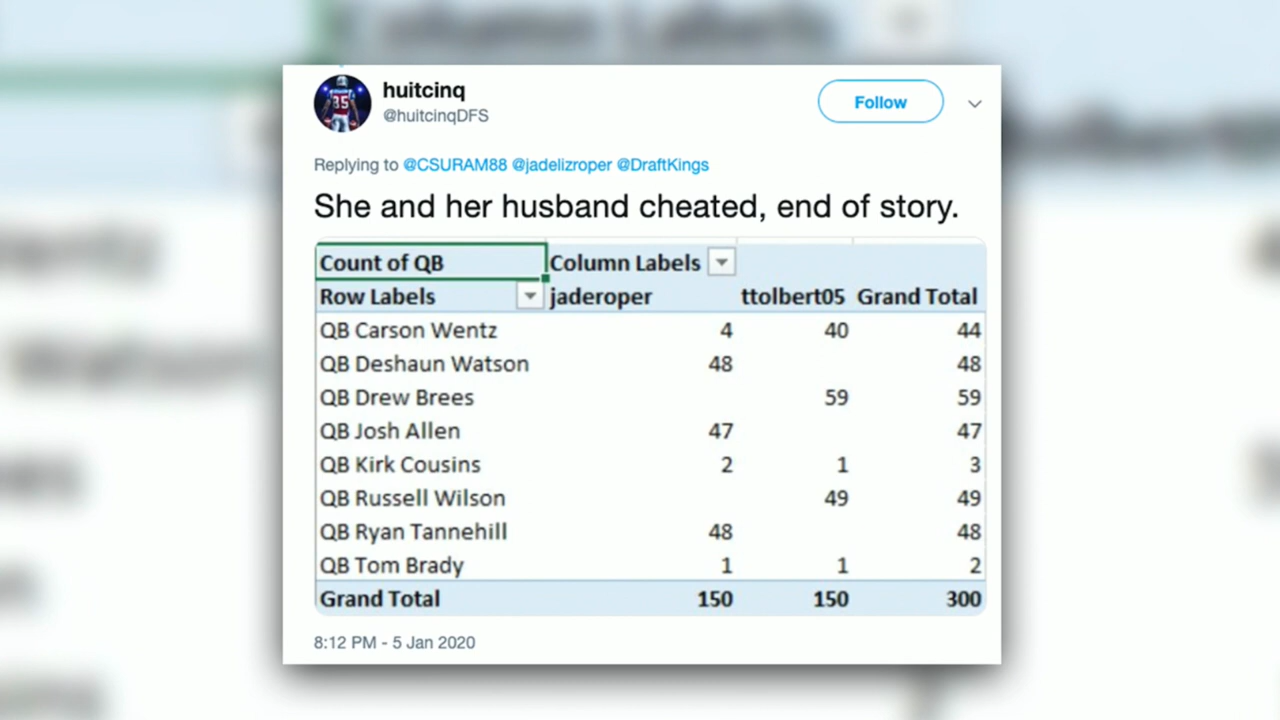 huitcinq
@huitcinqDFS
Follow
Replying to @CSURAM88 @jadelizroper @DraftKings
She and her husband cheated, end of story.
Count of QB Column Labels
Row Labels jaderoper ttolbert05 Grand Total
QB Carson Wentz 4 40 44
QB Deshaun Watson 48 48
QB Drew Brees 59 59
QB Josh Allen 47 47
QB Kirk Cousins 2 1 3
QB Russell Wilson 49 49
QB Ryan Tannehill 48 48
QB Tom Brady 1 1 2
Grand Total 150 150 300
8:12 PM - 5 Jan 2020